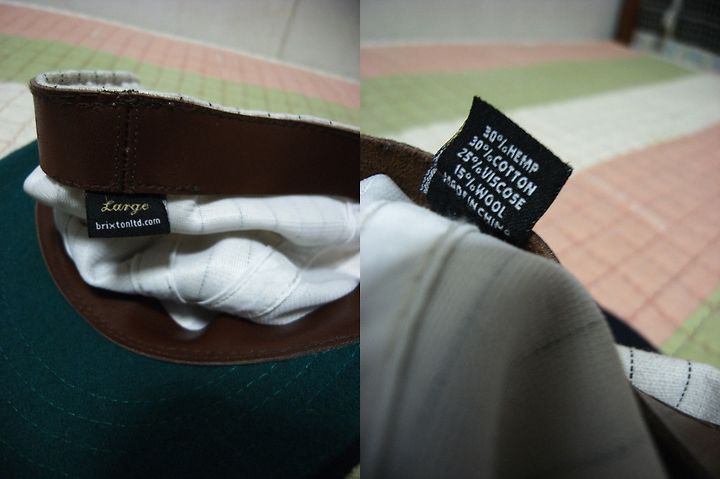 Large
brixtonltd.com
30%HEMP
30%COTTON
25%VISCOSE
15%WOOL
MADE IN CHINA